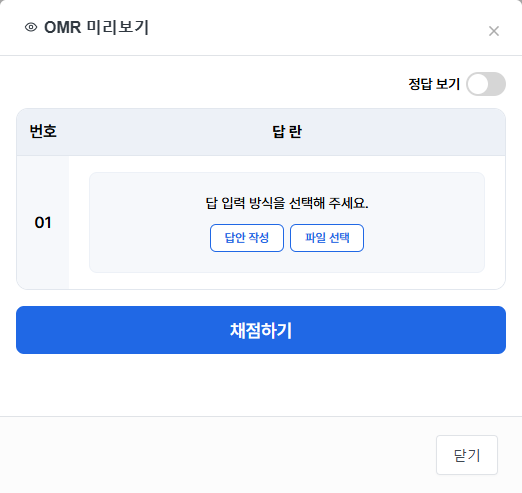 OMR 미리보기
정답 보기
번호 답 란
답 입력 방식을 선택해 주세요.
01
답안 작성 파일 선택
채점하기
닫기